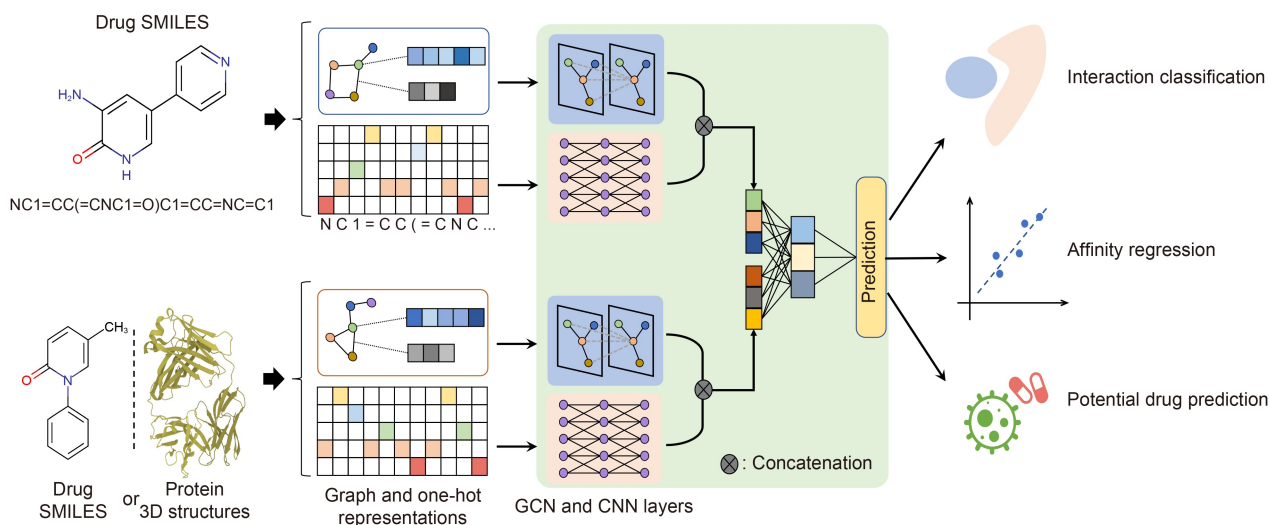 Drug SMILES
N
H₂N
O
N
H
NC1=CC(=CNC1=O)C1=CC=NC=C1
N C 1 = C C ( = C N C ...
CH₃
O
N
Drug
SMILES
or
Protein
3D structures
Graph and one-hot
representations
GCN and CNN layers
: Concatenation
Prediction
Interaction classification
Affinity regression
Potential drug prediction